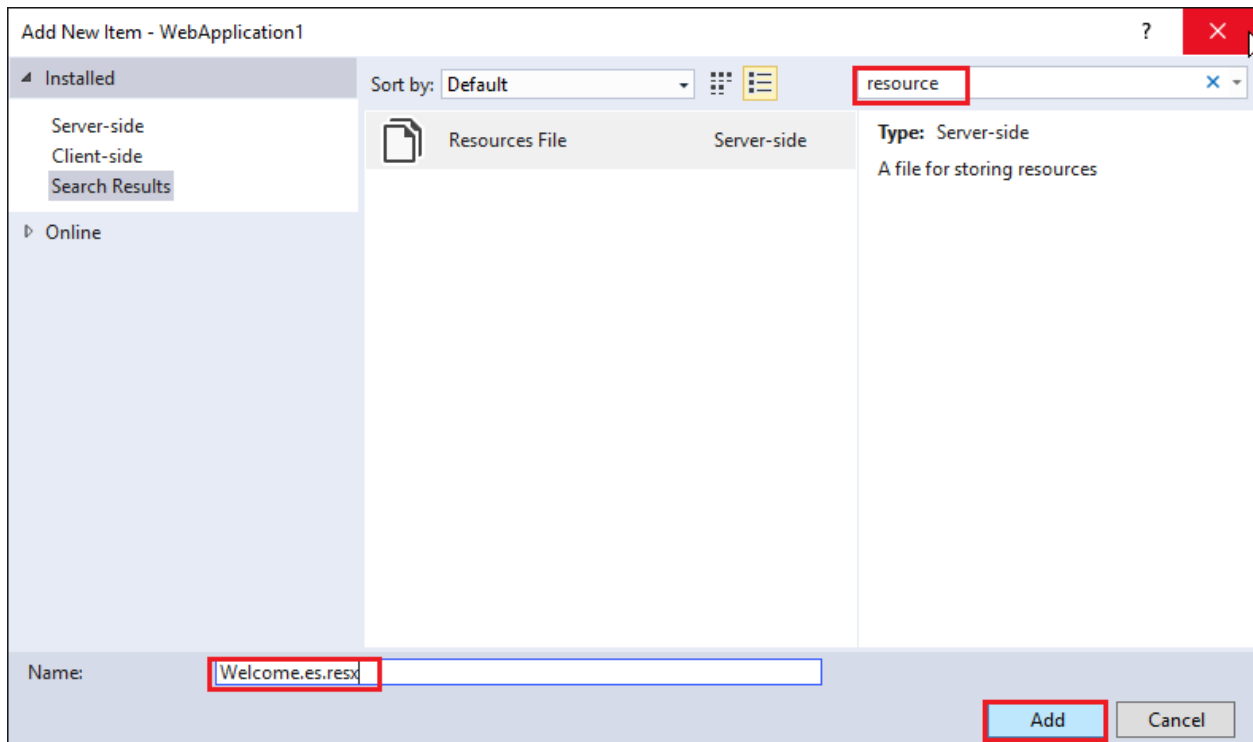 Add New Item - WebApplication1 ?
Installed
Server-side
Client-side
Search Results
Online
Sort by: Default
Resources File Server-side
resource
Type: Server-side
A file for storing resources
Name: Welcome.es.resx
Add Cancel